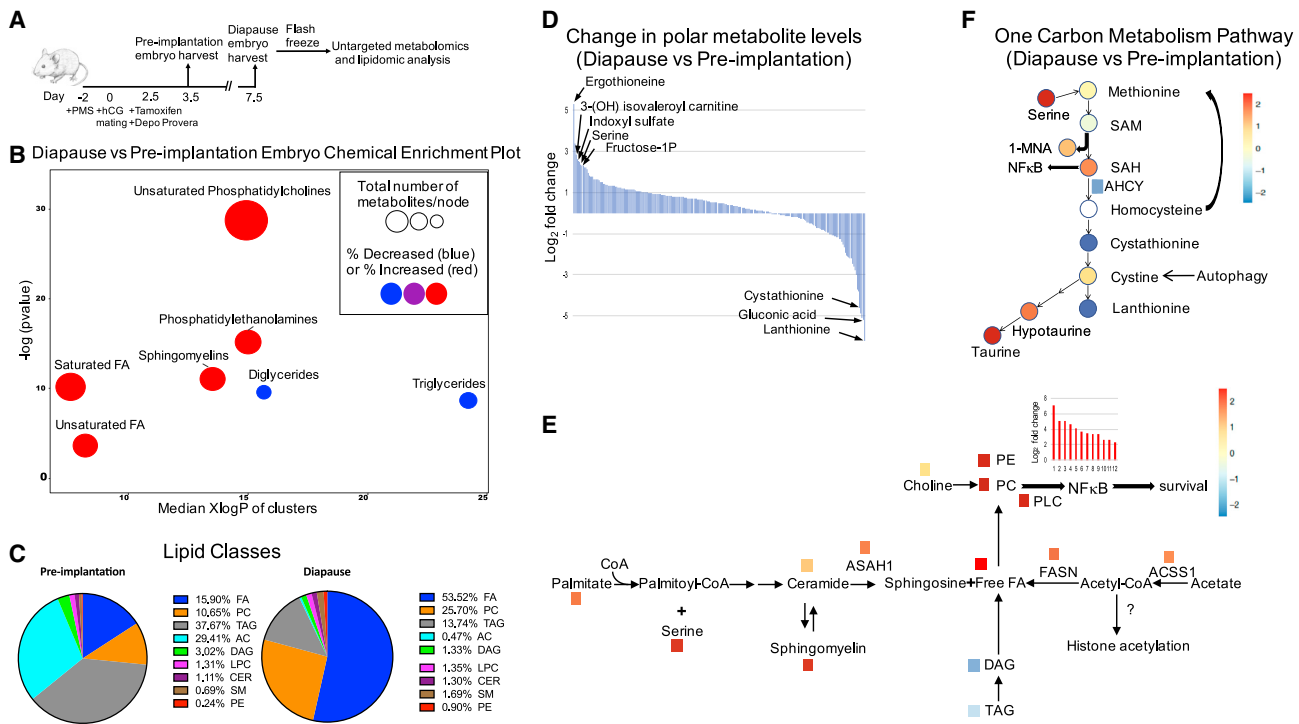 A
Pre-implantation
embryo harvest
Diapause
embryo
harvest
Flash
freeze
Untargeted metabolomics
and lipidomic analysis
Day
-2 0 2.5 3.5 7.5
+PMS +hCG +Tamoxifen
mating +Depo Provera
B Diapause vs Pre-implantation Embryo Chemical Enrichment Plot
Unsaturated Phosphatidylcholines
Total number of
metabolites/node
% Decreased (blue)
or % Increased (red)
Phosphatidylethanolamines
Sphingomyelins
Saturated FA
Diglycerides
Triglycerides
Unsaturated FA
-log (pvalue)
30
20
10
0
10 15 20 25
Median XlogP of clusters
C
Lipid Classes
Pre-implantation
15.90% FA
10.65% PC
37.67% TAG
29.41% AC
3.02% DAG
1.31% LPC
1.11% CER
0.69% SM
0.24% PE
Diapause
53.52% FA
25.70% PC
13.74% TAG
0.47% AC
1.33% DAG
1.35% LPC
1.30% CER
1.69% SM
0.90% PE
D
Change in polar metabolite levels
(Diapause vs Pre-implantation)
Ergothioneine
3-(OH) isovaleroyl carnitine
Indoxyl sulfate
Serine
Fructose-1P
Log2 fold change
5
3
1
-1
-3
-5
Cystathionine
Gluconic acid
Lanthionine
E
Log2 fold change
8
6
4
2
0
1 2 3 4 5 6 7 8 9 10 11 12
2
1
0
-1
-2
PE
Choline
PC
NFκB
survival
PLC
ASAH1
FASN
ACSS1
CoA
Palmitate
Palmitoyl-CoA
Ceramide
Sphingosine+Free FA
Acetyl-CoA
Acetate
+
Serine
Sphingomyelin
?
Histone acetylation
DAG
TAG
F
One Carbon Metabolism Pathway
(Diapause vs Pre-implantation)
Methionine
Serine
SAM
1-MNA
NFκB
SAH
AHCY
Homocysteine
Cystathionine
Cystine
Autophagy
Lanthionine
Hypotaurine
Taurine
2
1
0
-1
-2